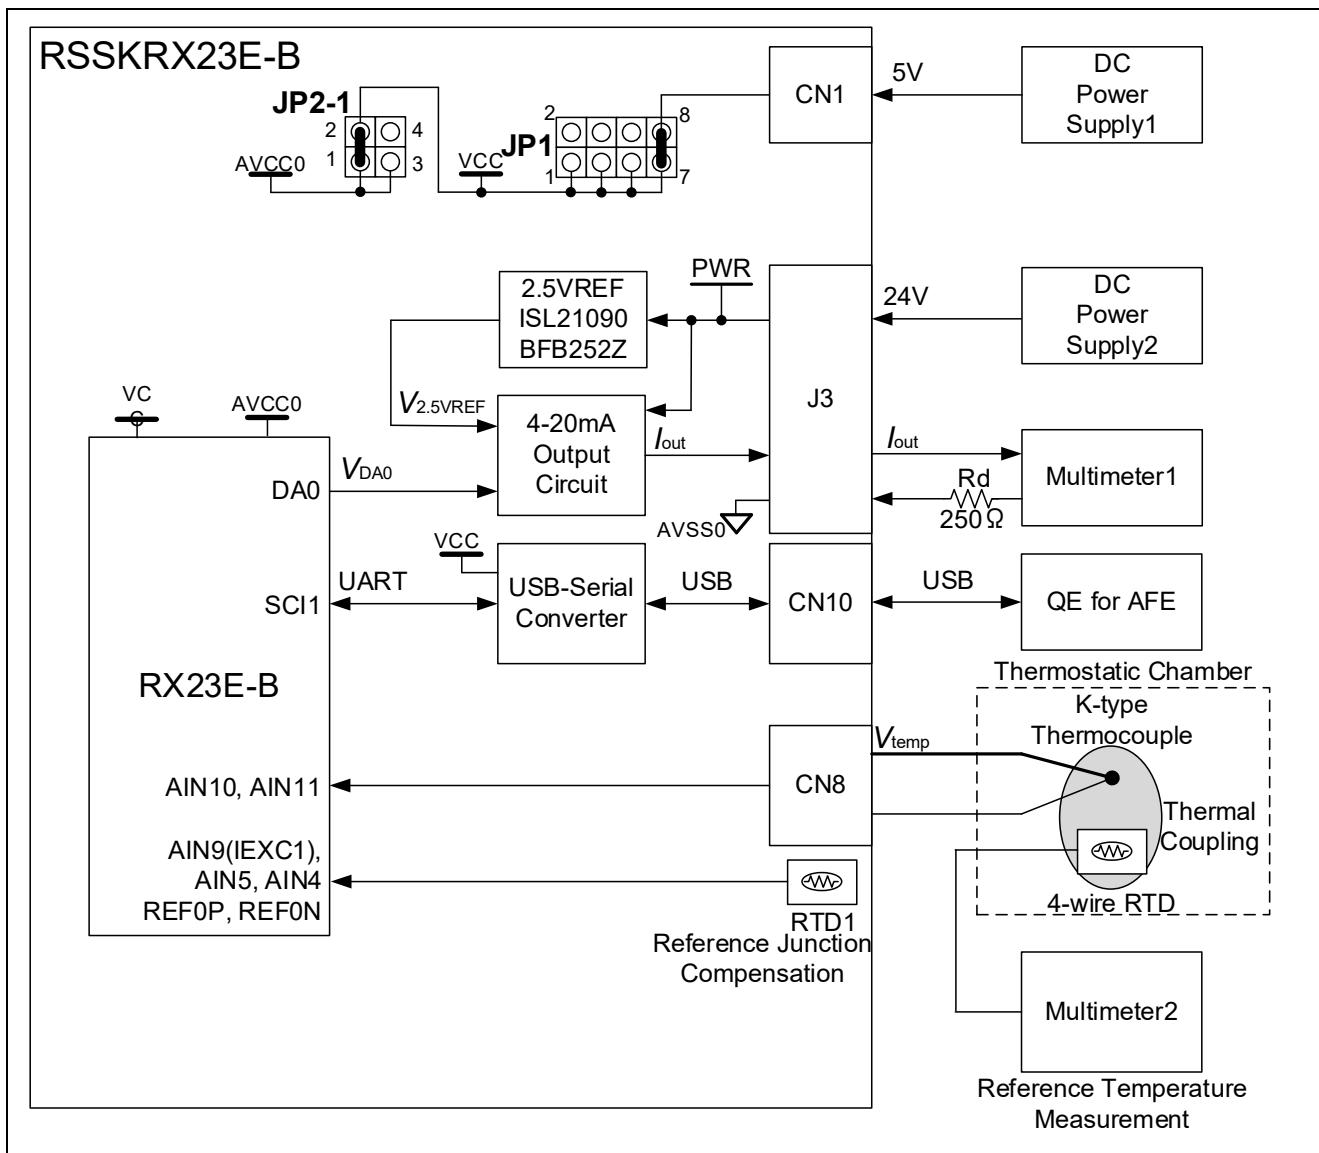 RSSKRX23E-B
JP2-1
2
4
1
3
AVCC0
VCC
JP1
2
8
1
7
CN1
5V
DC
Power
Supply1
PWR
2.5VREF
ISL21090
BFB252Z
24V
DC
Power
Supply2
J3
VC
C
AVCC0
V2.5VREF
4-20mA
Output
Circuit
Iout
Iout
Multimeter1
Rd
250Ω
DA0
VDA0
AVSS0
VCC
SCI1
UART
USB-Serial
Converter
USB
CN10
USB
QE for AFE
RX23E-B
Thermostatic Chamber
K-type
Thermocouple
Vtemp
CN8
AIN10, AIN11
Thermal
Coupling
4-wire RTD
AIN9(IEXC1),
AIN5, AIN4
REF0P, REF0N
RTD1
Reference Junction
Compensation
Multimeter2
Reference Temperature
Measurement